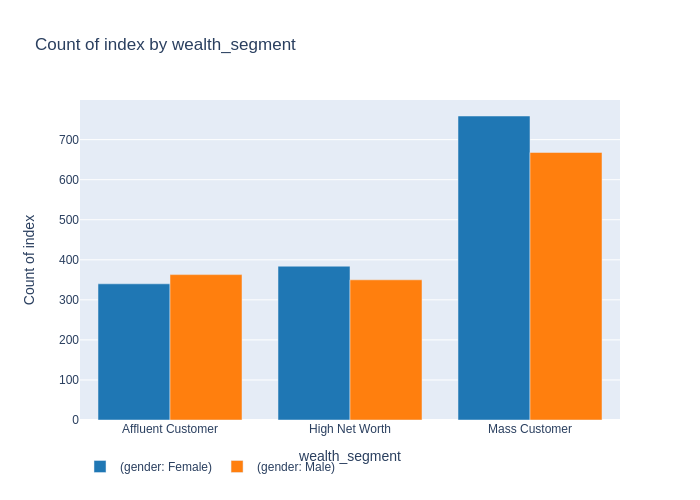 Count of index by wealth_segment
Count of index
700
600
500
400
300
200
100
0
Affluent Customer High Net Worth Mass Customer
wealth_segment
(gender: Female) (gender: Male)